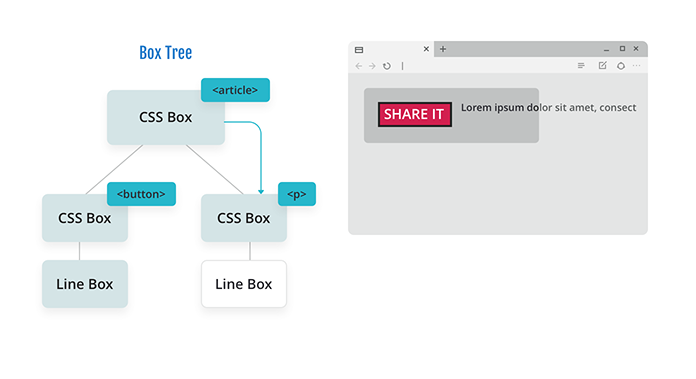 Box Tree
<article>
CSS Box
<button>
<p>
CSS Box
CSS Box
Line Box
Line Box
SHARE IT
Lorem ipsum dolor sit amet, consect